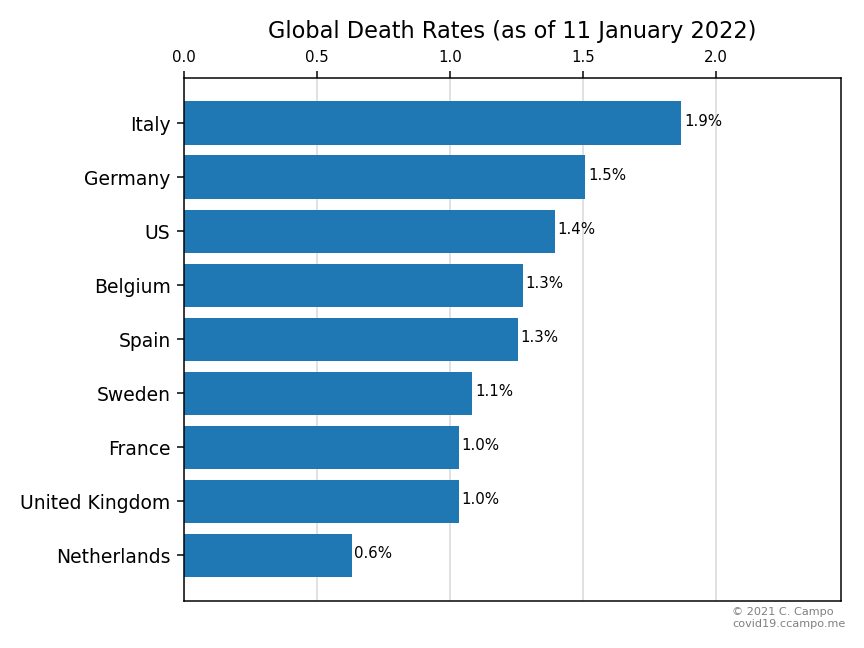 Global Death Rates (as of 11 January 2022)
0.0 0.5 1.0 1.5 2.0
Italy 1.9%
Germany 1.5%
US 1.4%
Belgium 1.3%
Spain 1.3%
Sweden 1.1%
France 1.0%
United Kingdom 1.0%
Netherlands 0.6%
© 2021 C. Campo
covid19.ccampo.me